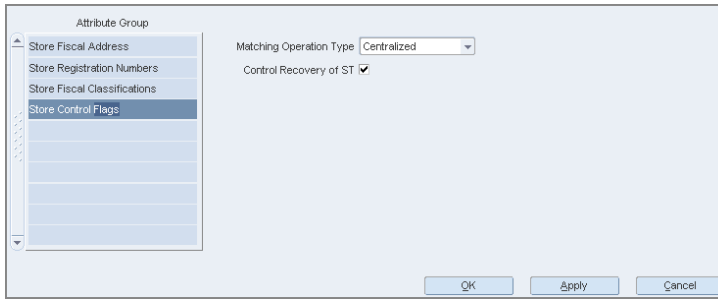 Attribute Group
Store Fiscal Address
Store Registration Numbers
Store Fiscal Classifications
Store Control Flags
Matching Operation Type Centralized
Control Recovery of ST
OK Apply Cancel